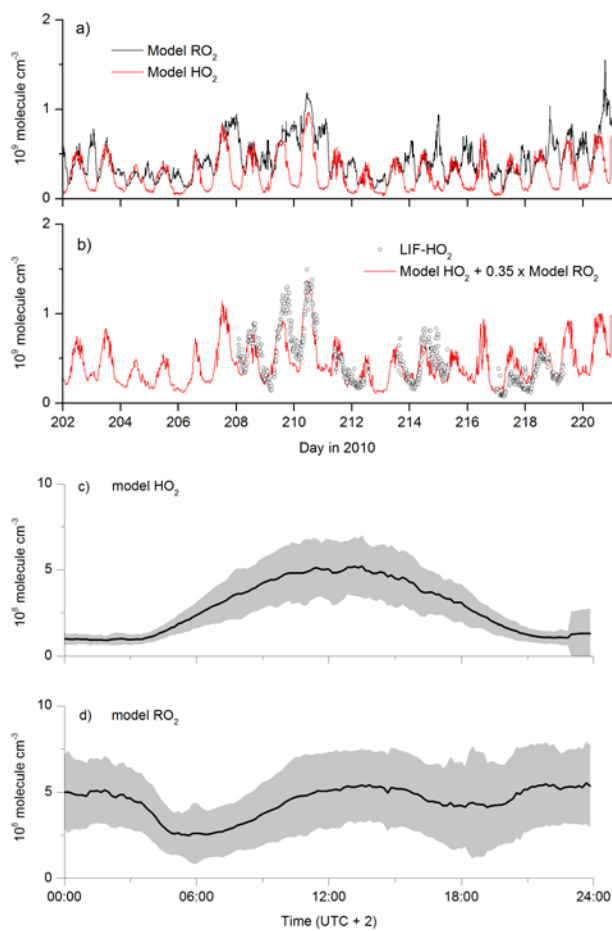 a)
Model RO₂
Model HO₂
10⁹ molecule cm⁻³
2
1
0
b)
LIF-HO₂
Model HO₂ + 0.35 x Model RO₂
10⁹ molecule cm⁻³
2
1
0
202 204 206 208 210 212 214 216 218 220
Day in 2010
c) model HO₂
10⁸ molecule cm⁻³
10
5
0
d) model RO₂
10⁸ molecule cm⁻³
10
5
0
00:00 06:00 12:00 18:00 24:00
Time (UTC + 2)